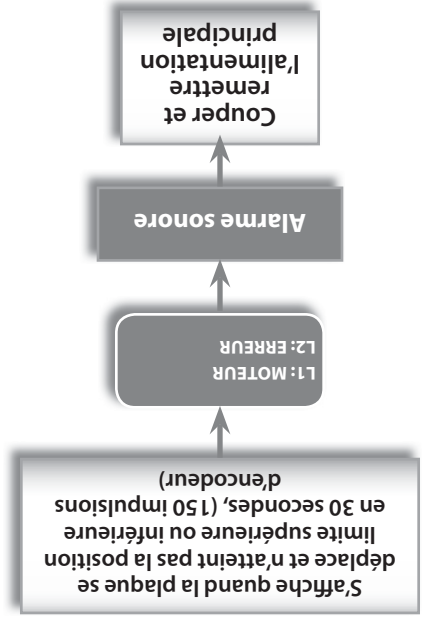 S'affiche quand la plaque se
déplace et n'atteint pas la position
limite supérieure ou inférieure
en 30 secondes, (150 impulsions
d'encodeur)
L1: MOTEUR
L2: ERREUR
Alarme sonore
Couper et
remettre
l'alimentation
principale